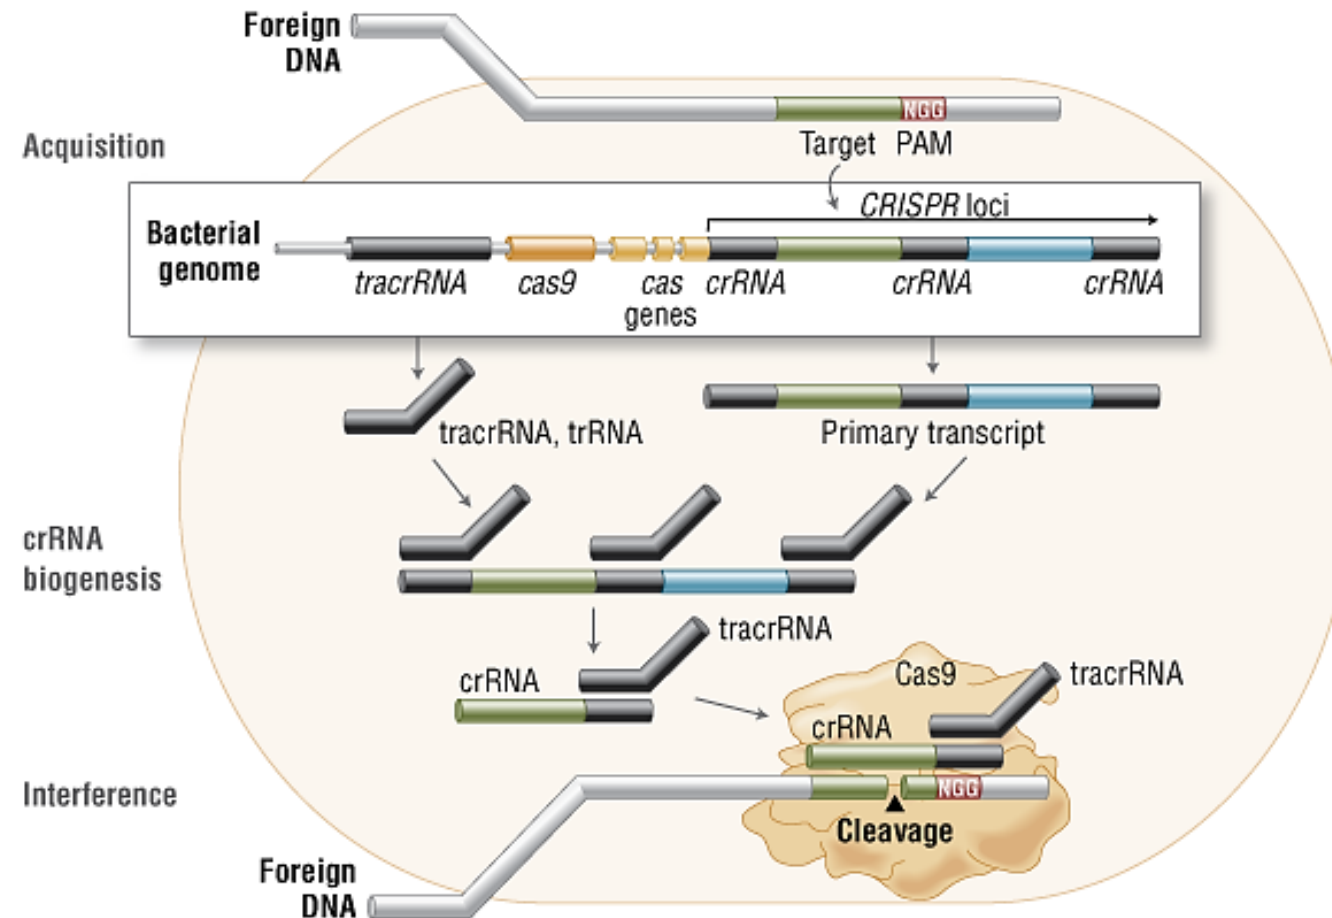 Foreign
DNA
NGG
Target PAM
Acquisition
CRISPR loci
Bacterial
genome
tracrRNA cas9 cas crRNA crRNA crRNA
genes
tracrRNA, trRNA
Primary transcript
crRNA
biogenesis
tracrRNA
crRNA
Cas9
tracrRNA
crRNA
Interference
NGG
Cleavage
Foreign
DNA